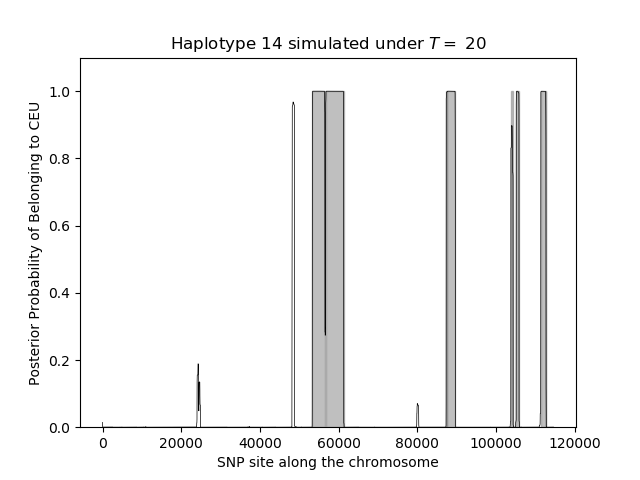 Haplotype 14 simulated under T = 20
Posterior Probability of Belonging to CEU
1.0
0.8
0.6
0.4
0.2
0.0
0 20000 40000 60000 80000 100000 120000
SNP site along the chromosome